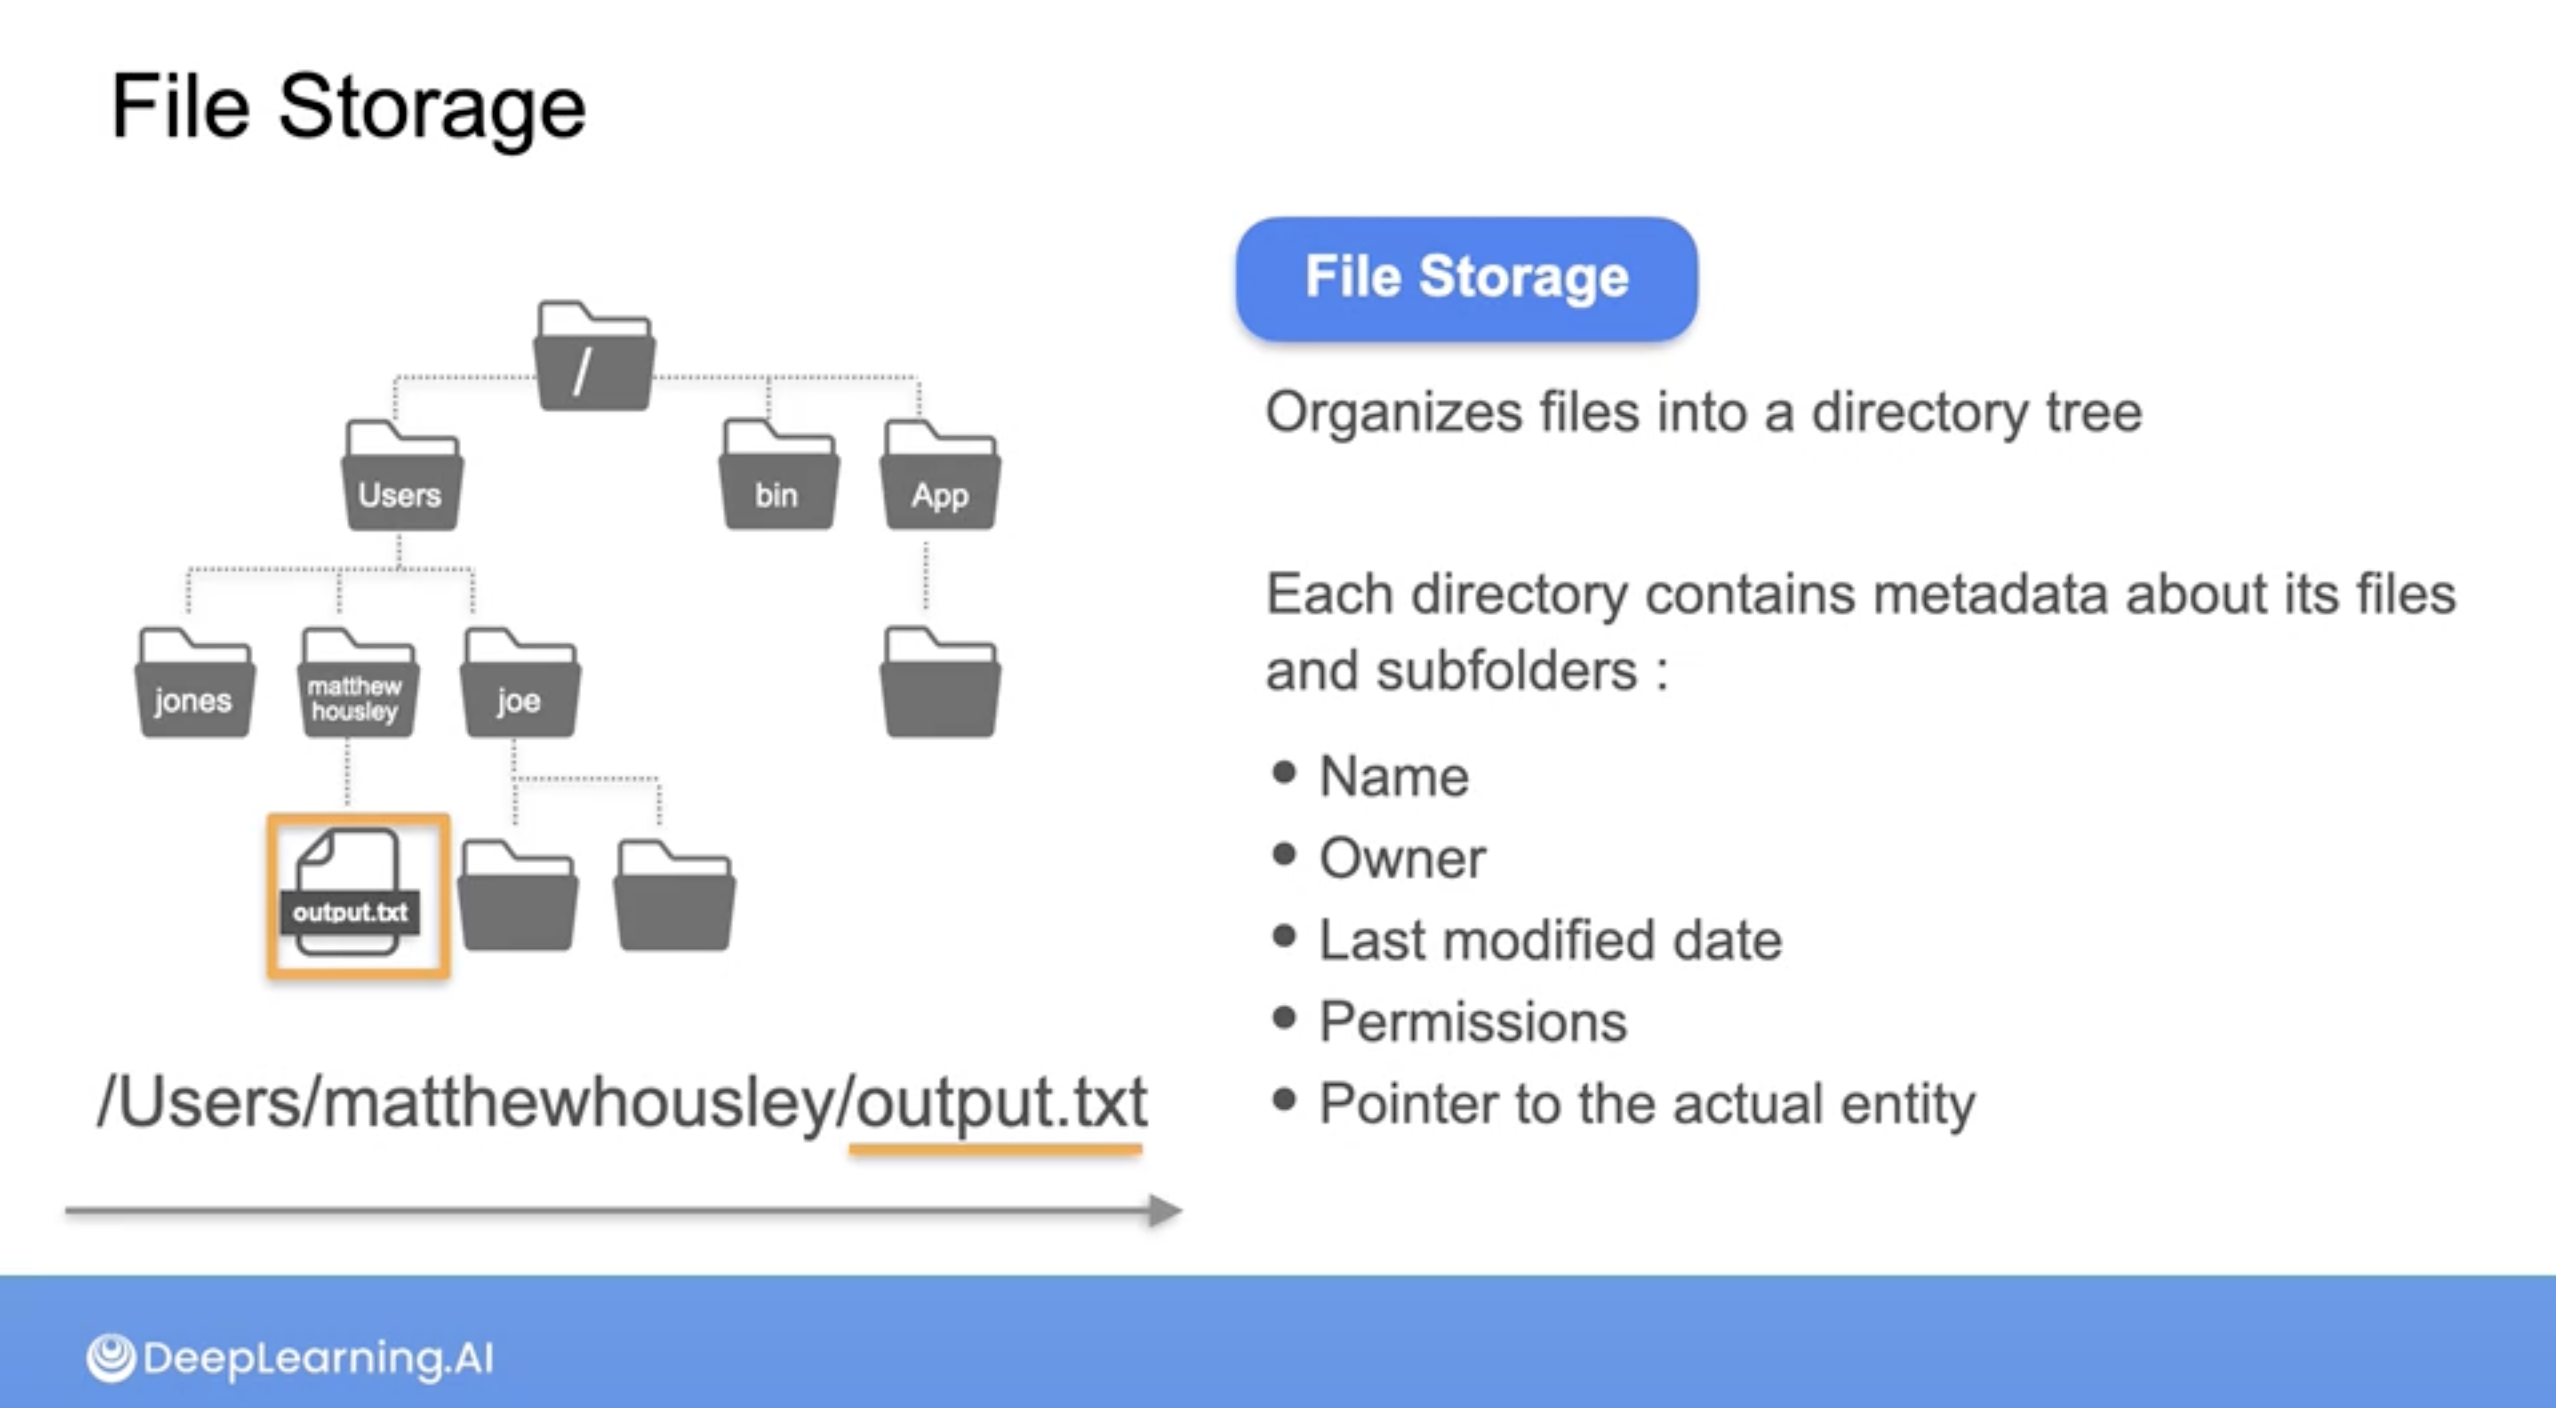 File Storage
/
Users
bin
App
jones
matthew
housley
joe
output.txt
/Users/matthewhousley/output.txt
File Storage
Organizes files into a directory tree
Each directory contains metadata about its files
and subfolders :
• Name
• Owner
• Last modified date
• Permissions
• Pointer to the actual entity
DeepLearning.AI